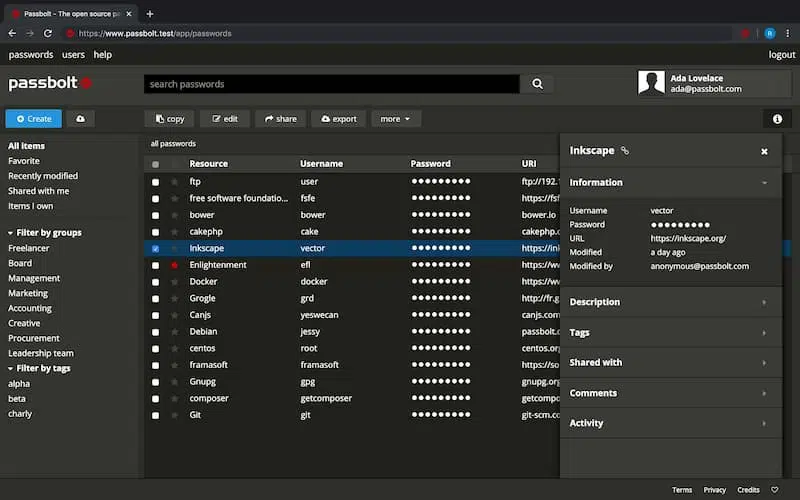 Passbolt - The open source pa
https://www.passbolt.test/app/passwords
R
passwords users help logout
passbolt
search passwords
Ada Lovelace
ada@passbolt.com
Create copy edit share export more
All items
Favorite
Recently modified
Shared with me
Items I own
Filter by groups
Freelancer
Board
Management
Marketing
Accounting
Creative
Procurement
Leadership team
Filter by tags
alpha
beta
charly
all passwords
Resource Username Password URI
ftp user ftp://192.1
free software foundatio... fsfe https://fsf
bower bower bower.io
cakephp cake cakephp.c
Inkscape vector https://ink
Enlightenment efl https://ww
Docker docker https://ww
Grogle grd http://fr.g
Canjs yeswecan canjs.com
Debian jessy passbolt.c
centos root centos.org
framasoft framasoft https://so
Gnupg gpg gnupg.org
composer getcomposer getcompo
Git git git-scm.co
Inkscape
Information
Username vector
Password
URL https://inkscape.org/
Modified a day ago
Modified by anonymous@passbolt.com
Description
Tags
Shared with
Comments
Activity
Terms Privacy Credits